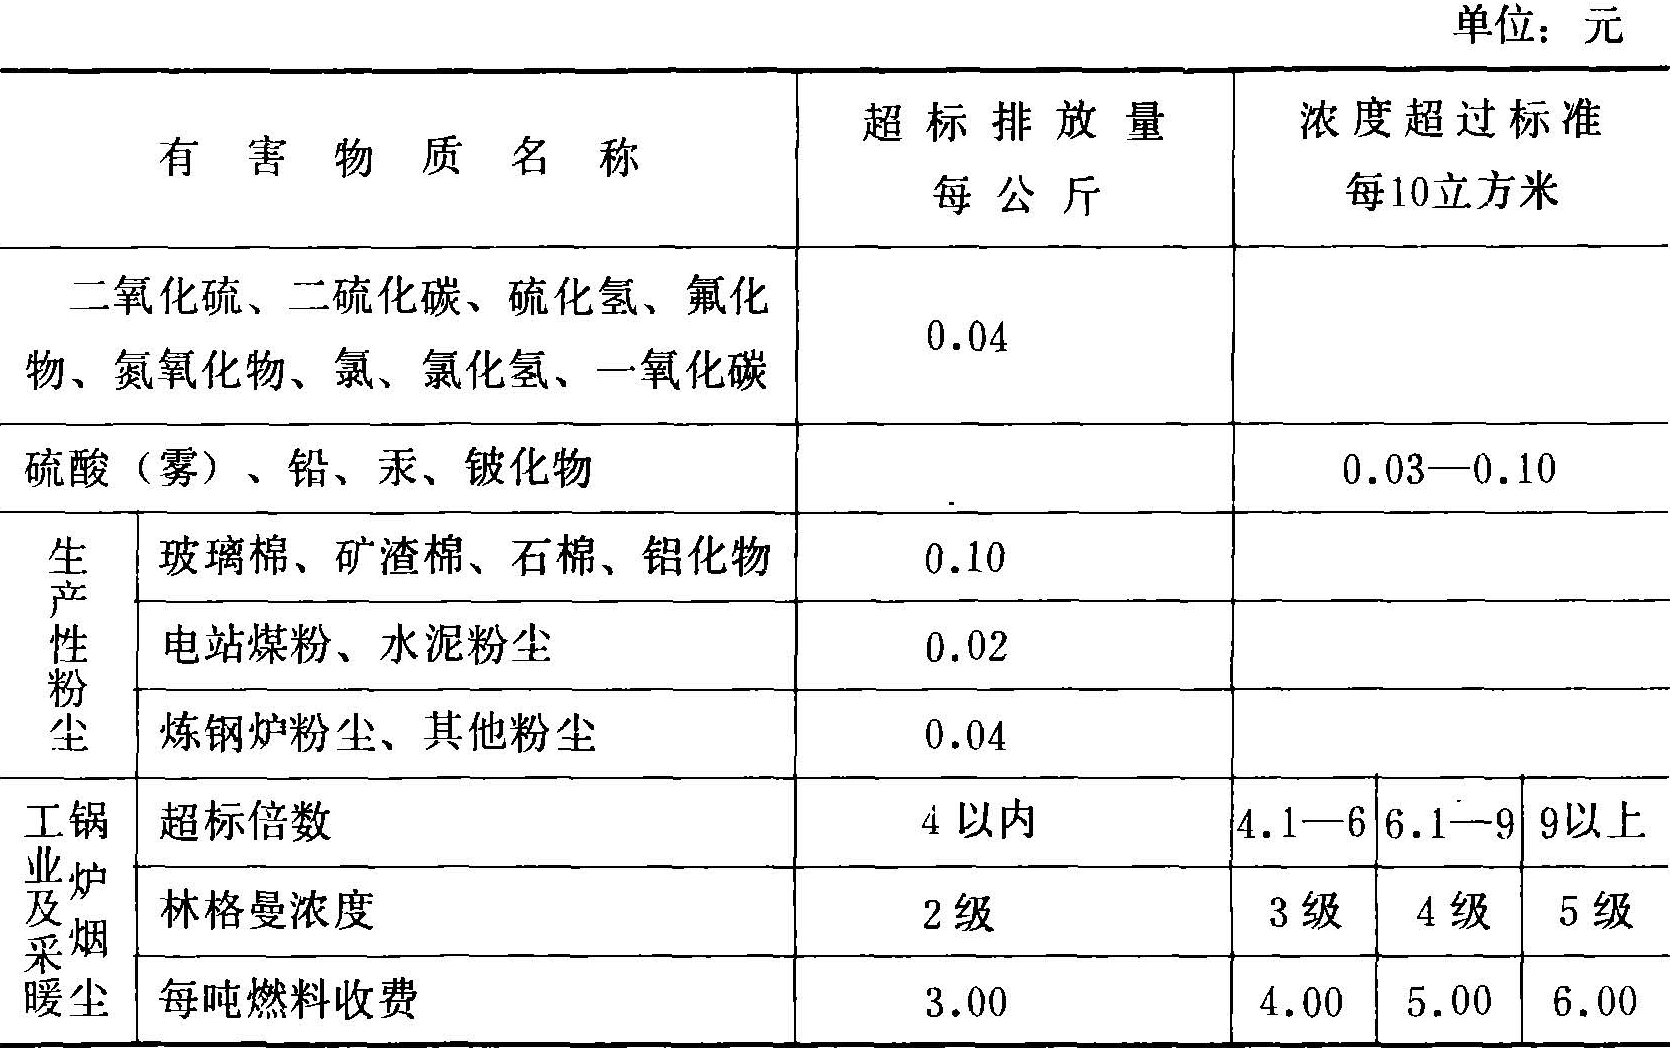 单位：元
有害物质名称
超标排放量
每公斤
浓度超过标准
每10立方米
二氧化硫、二硫化碳、硫化氢、氟化
物、氮氧化物、氯、氯化氢、一氧化碳
0.04
硫酸（雾）、铅、汞、铍化物
0.03—0.10
生产性粉尘
玻璃棉、矿渣棉、石棉、铝化物
0.10
电站煤粉、水泥粉尘
0.02
炼钢炉粉尘、其他粉尘
0.04
工业及采暖
锅炉烟尘
超标倍数
4以内
4.1—6
6.1—9
9以上
林格曼浓度
2级
3级
4级
5级
每吨燃料收费
3.00
4.00
5.00
6.00